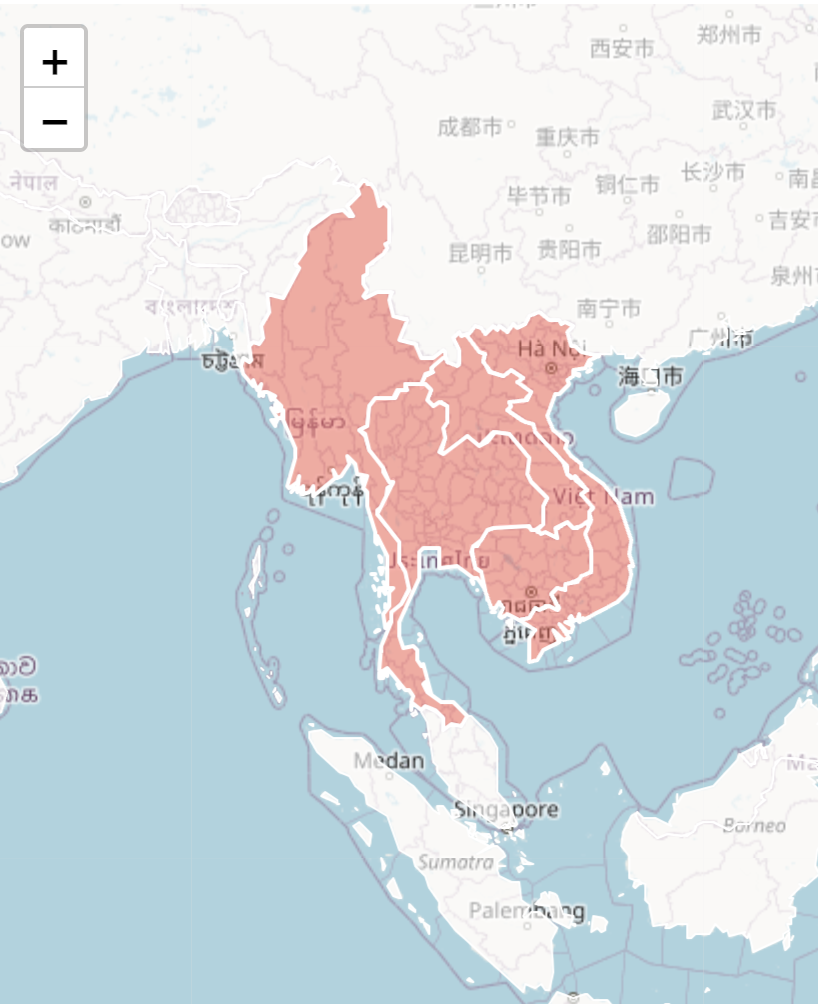 +
−
西安市
郑州市
成都市
重庆市
武汉市
नेपाल
毕节市
铜仁市
长沙市
काठमाडौं
昆明市
贵阳市
邵阳市
吉安市
ow
বাংলাদেশ
南宁市
泉州市
广州市
Hà Nội
海口市
မြန်မာ
ရန်ကုန်
Việt Nam
ประเทศไทย
ភ្នំពេញ
Medan
Singapore
Borneo
Sumatra
Palembang